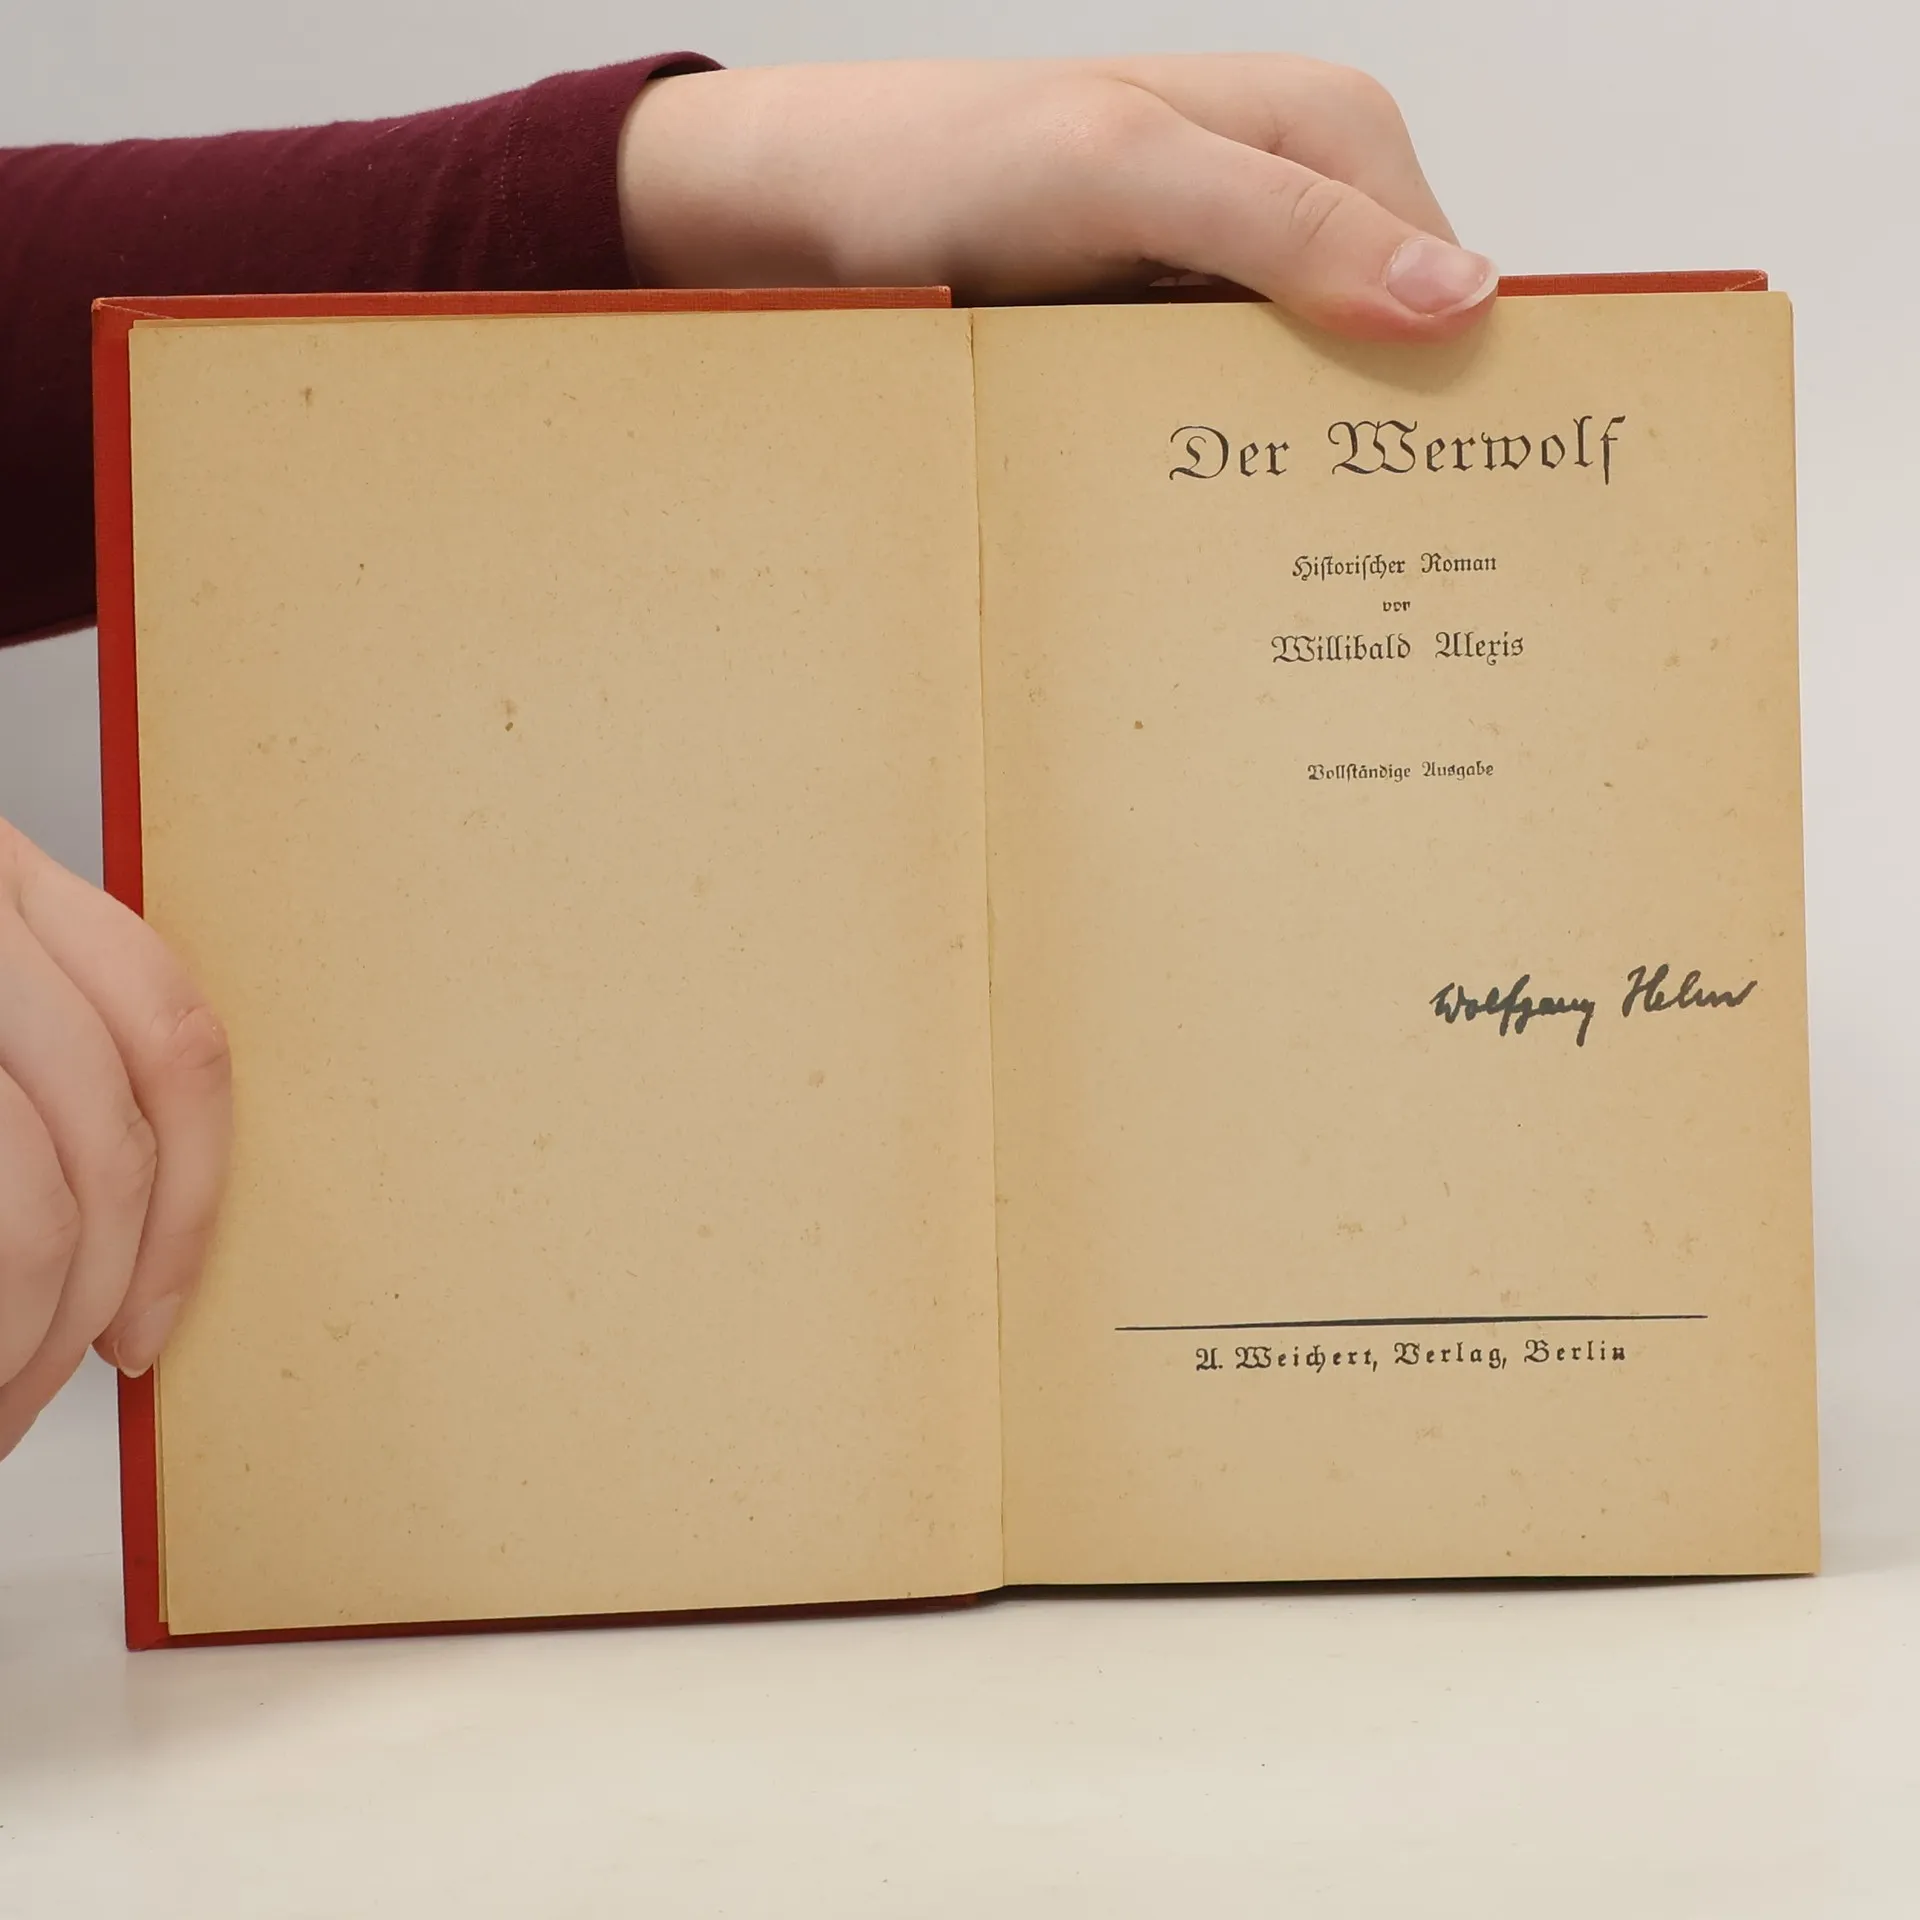 Der Werwolf
Historischer Roman
von
Willibald Alexis
Vollständige Ausgabe
Wolfgang Helm
A. Weichert, Verlag, Berlin